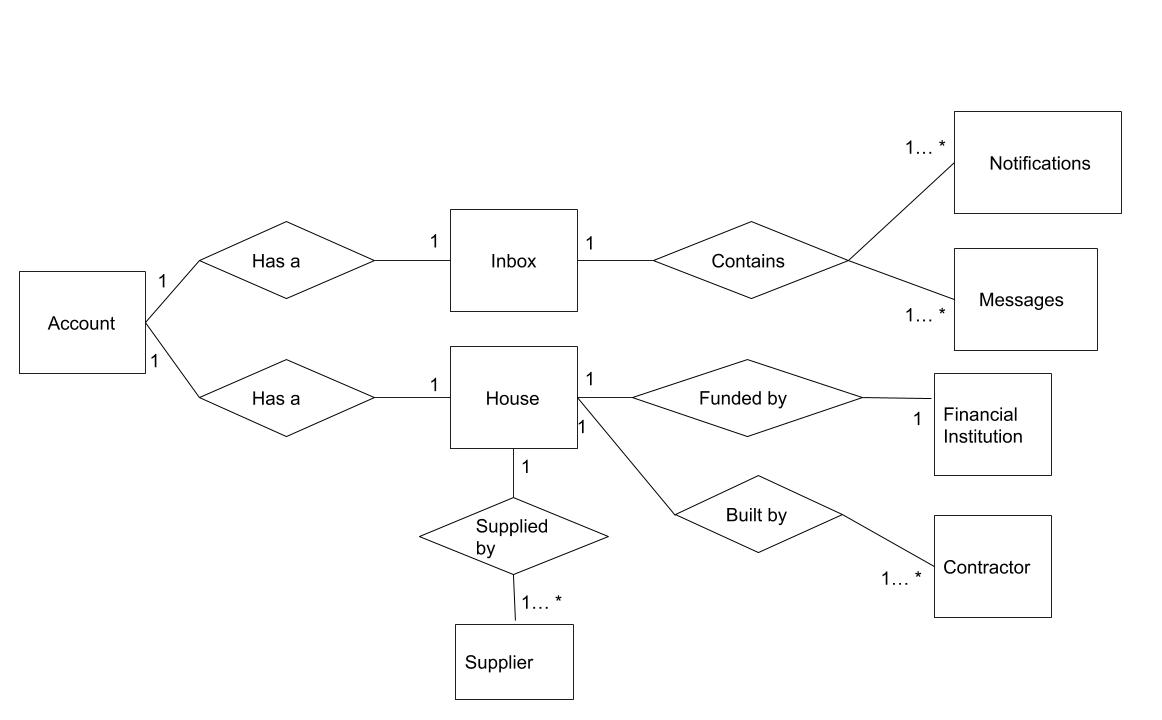 1… *
Notifications
Has a
1
Inbox
1
Contains
1
Account
Messages
1… *
1
Has a
1
House
1
Funded by
1
Financial
Institution
1
1
Supplied
by
Built by
Contractor
1… *
1… *
Supplier